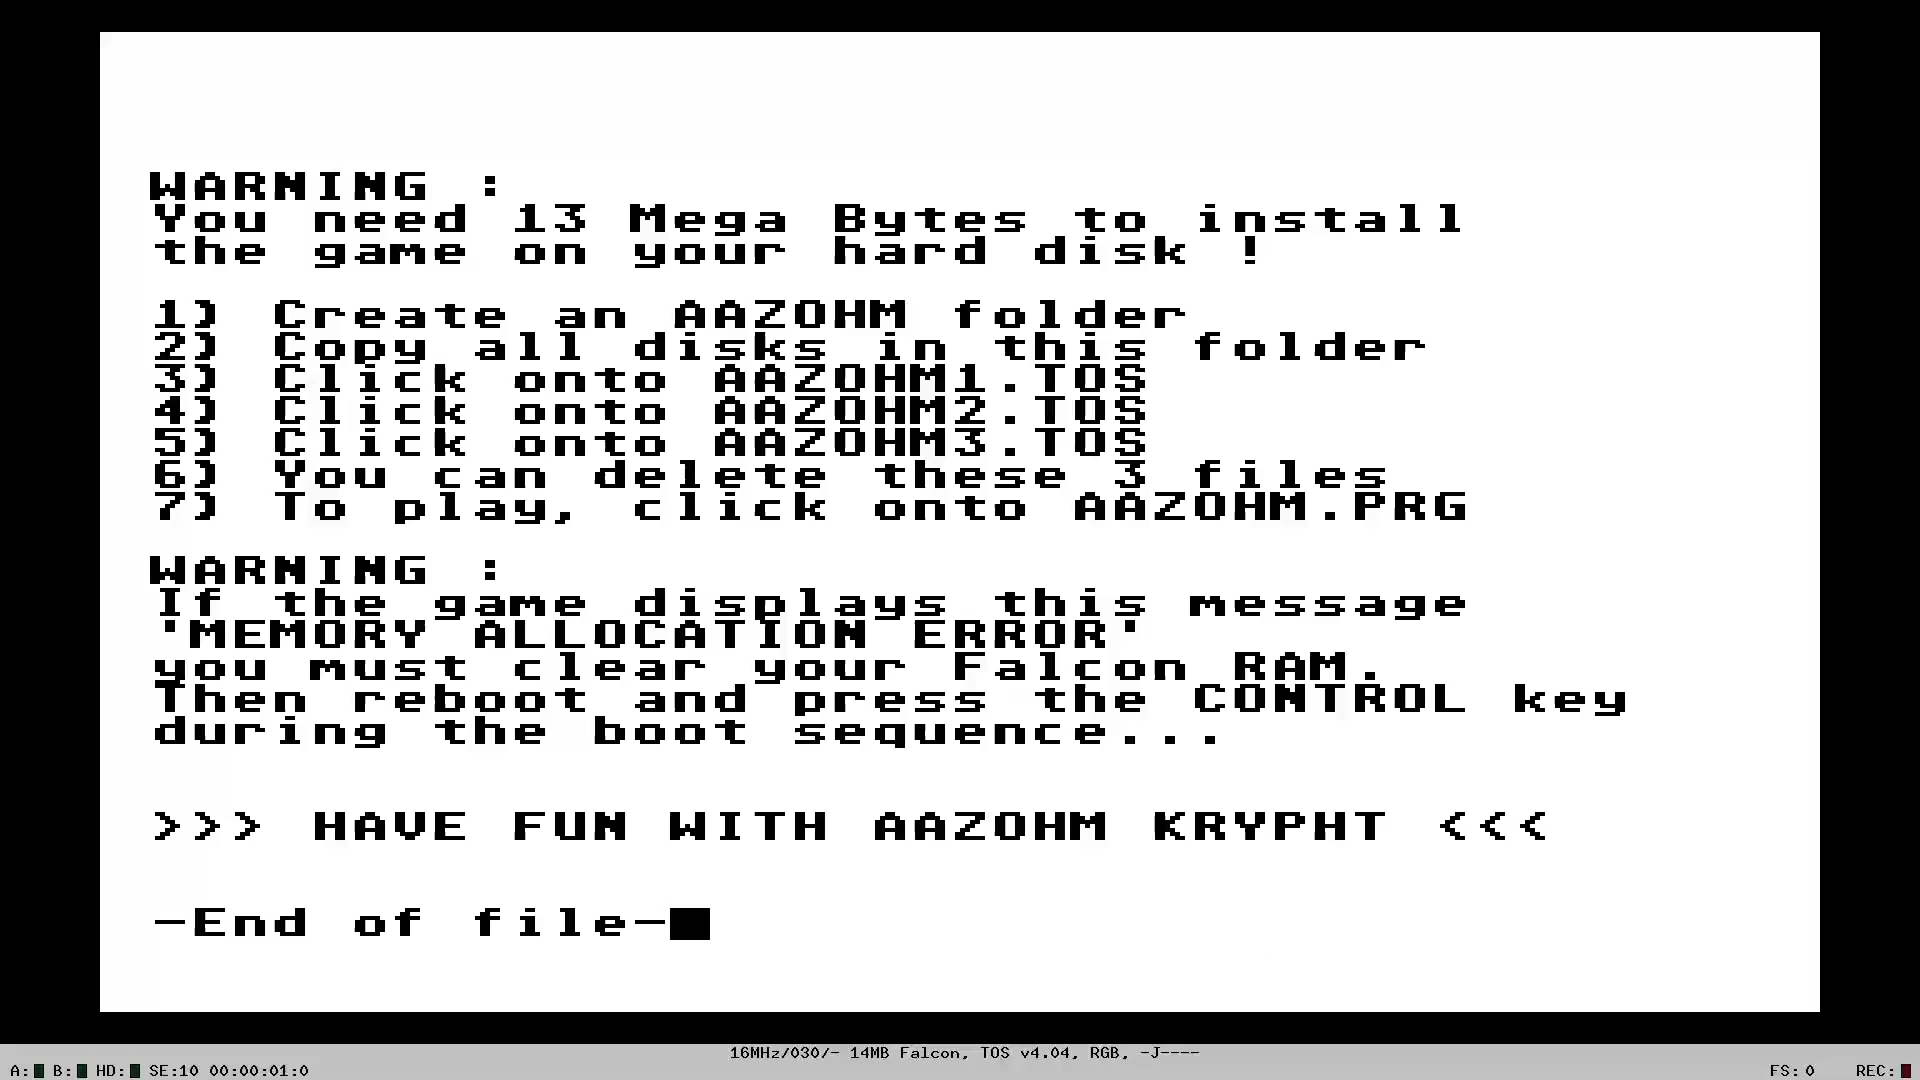 WARNING :
You need 13 Mega Bytes to install
the game on your hard disk !
1) Create an AAZOHM folder
2) Copy all disks in this folder
3) Click onto AAZOHM1.TOS
4) Click onto AAZOHM2.TOS
5) Click onto AAZOHM3.TOS
6) You can delete these 3 files
7) To play, click onto AAZOHM.PRG
WARNING :
If the game displays this message
'MEMORY ALLOCATION ERROR'
you must clear your Falcon RAM.
Then reboot and press the CONTROL key
during the boot sequence...
>>> HAVE FUN WITH AAZOHM KRYPHT <<<
-End of file-
16MHz/030/- 14MB Falcon, TOS v4.04, RGB, -J----
A: B: HD: SE:10 00:00:01:0 FS: 0 REC: